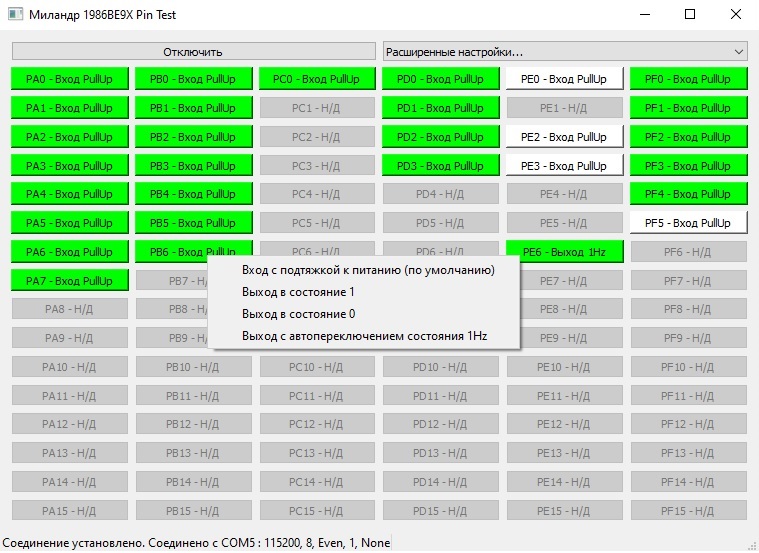 Миландр 1986BE9X Pin Test
Отключить Расширенные настройки...
PA0 - Вход PullUp PB0 - Вход PullUp PC0 - Вход PullUp PD0 - Вход PullUp PE0 - Вход PullUp PF0 - Вход PullUp
PA1 - Вход PullUp PB1 - Вход PullUp PC1 - Н/Д PD1 - Вход PullUp PE1 - Н/Д PF1 - Вход PullUp
PA2 - Вход PullUp PB2 - Вход PullUp PC2 - Н/Д PD2 - Вход PullUp PE2 - Вход PullUp PF2 - Вход PullUp
PA3 - Вход PullUp PB3 - Вход PullUp PC3 - Н/Д PD3 - Вход PullUp PE3 - Вход PullUp PF3 - Вход PullUp
PA4 - Вход PullUp PB4 - Вход PullUp PC4 - Н/Д PD4 - Н/Д PE4 - Н/Д PF4 - Вход PullUp
PA5 - Вход PullUp PB5 - Вход PullUp PC5 - Н/Д PD5 - Н/Д PE5 - Н/Д PF5 - Вход PullUp
PA6 - Вход PullUp PB6 - Вход PullUp PC6 - Н/Д PD6 - Н/Д PE6 - Выход 1Hz PF6 - Н/Д
Вход с подтяжкой к питанию (по умолчанию)
Выход в состояние 1
Выход в состояние 0
Выход с автопереключением состояния 1Hz
PA7 - Вход PullUp PB7 - Н/ PE7 - Н/Д PF7 - Н/Д
PA8 - Н/Д PB8 - Н/ PE8 - Н/Д PF8 - Н/Д
PA9 - Н/Д PB9 - Н/ PE9 - Н/Д PF9 - Н/Д
PA10 - Н/Д PB10 - Н/Д PC10 - Н/Д PD10 - Н/Д PE10 - Н/Д PF10 - Н/Д
PA11 - Н/Д PB11 - Н/Д PC11 - Н/Д PD11 - Н/Д PE11 - Н/Д PF11 - Н/Д
PA12 - Н/Д PB12 - Н/Д PC12 - Н/Д PD12 - Н/Д PE12 - Н/Д PF12 - Н/Д
PA13 - Н/Д PB13 - Н/Д PC13 - Н/Д PD13 - Н/Д PE13 - Н/Д PF13 - Н/Д
PA14 - Н/Д PB14 - Н/Д PC14 - Н/Д PD14 - Н/Д PE14 - Н/Д PF14 - Н/Д
PA15 - Н/Д PB15 - Н/Д PC15 - Н/Д PD15 - Н/Д PE15 - Н/Д PF15 - Н/Д
Соединение установлено. Соединено с COM5 : 115200, 8, Even, 1, None